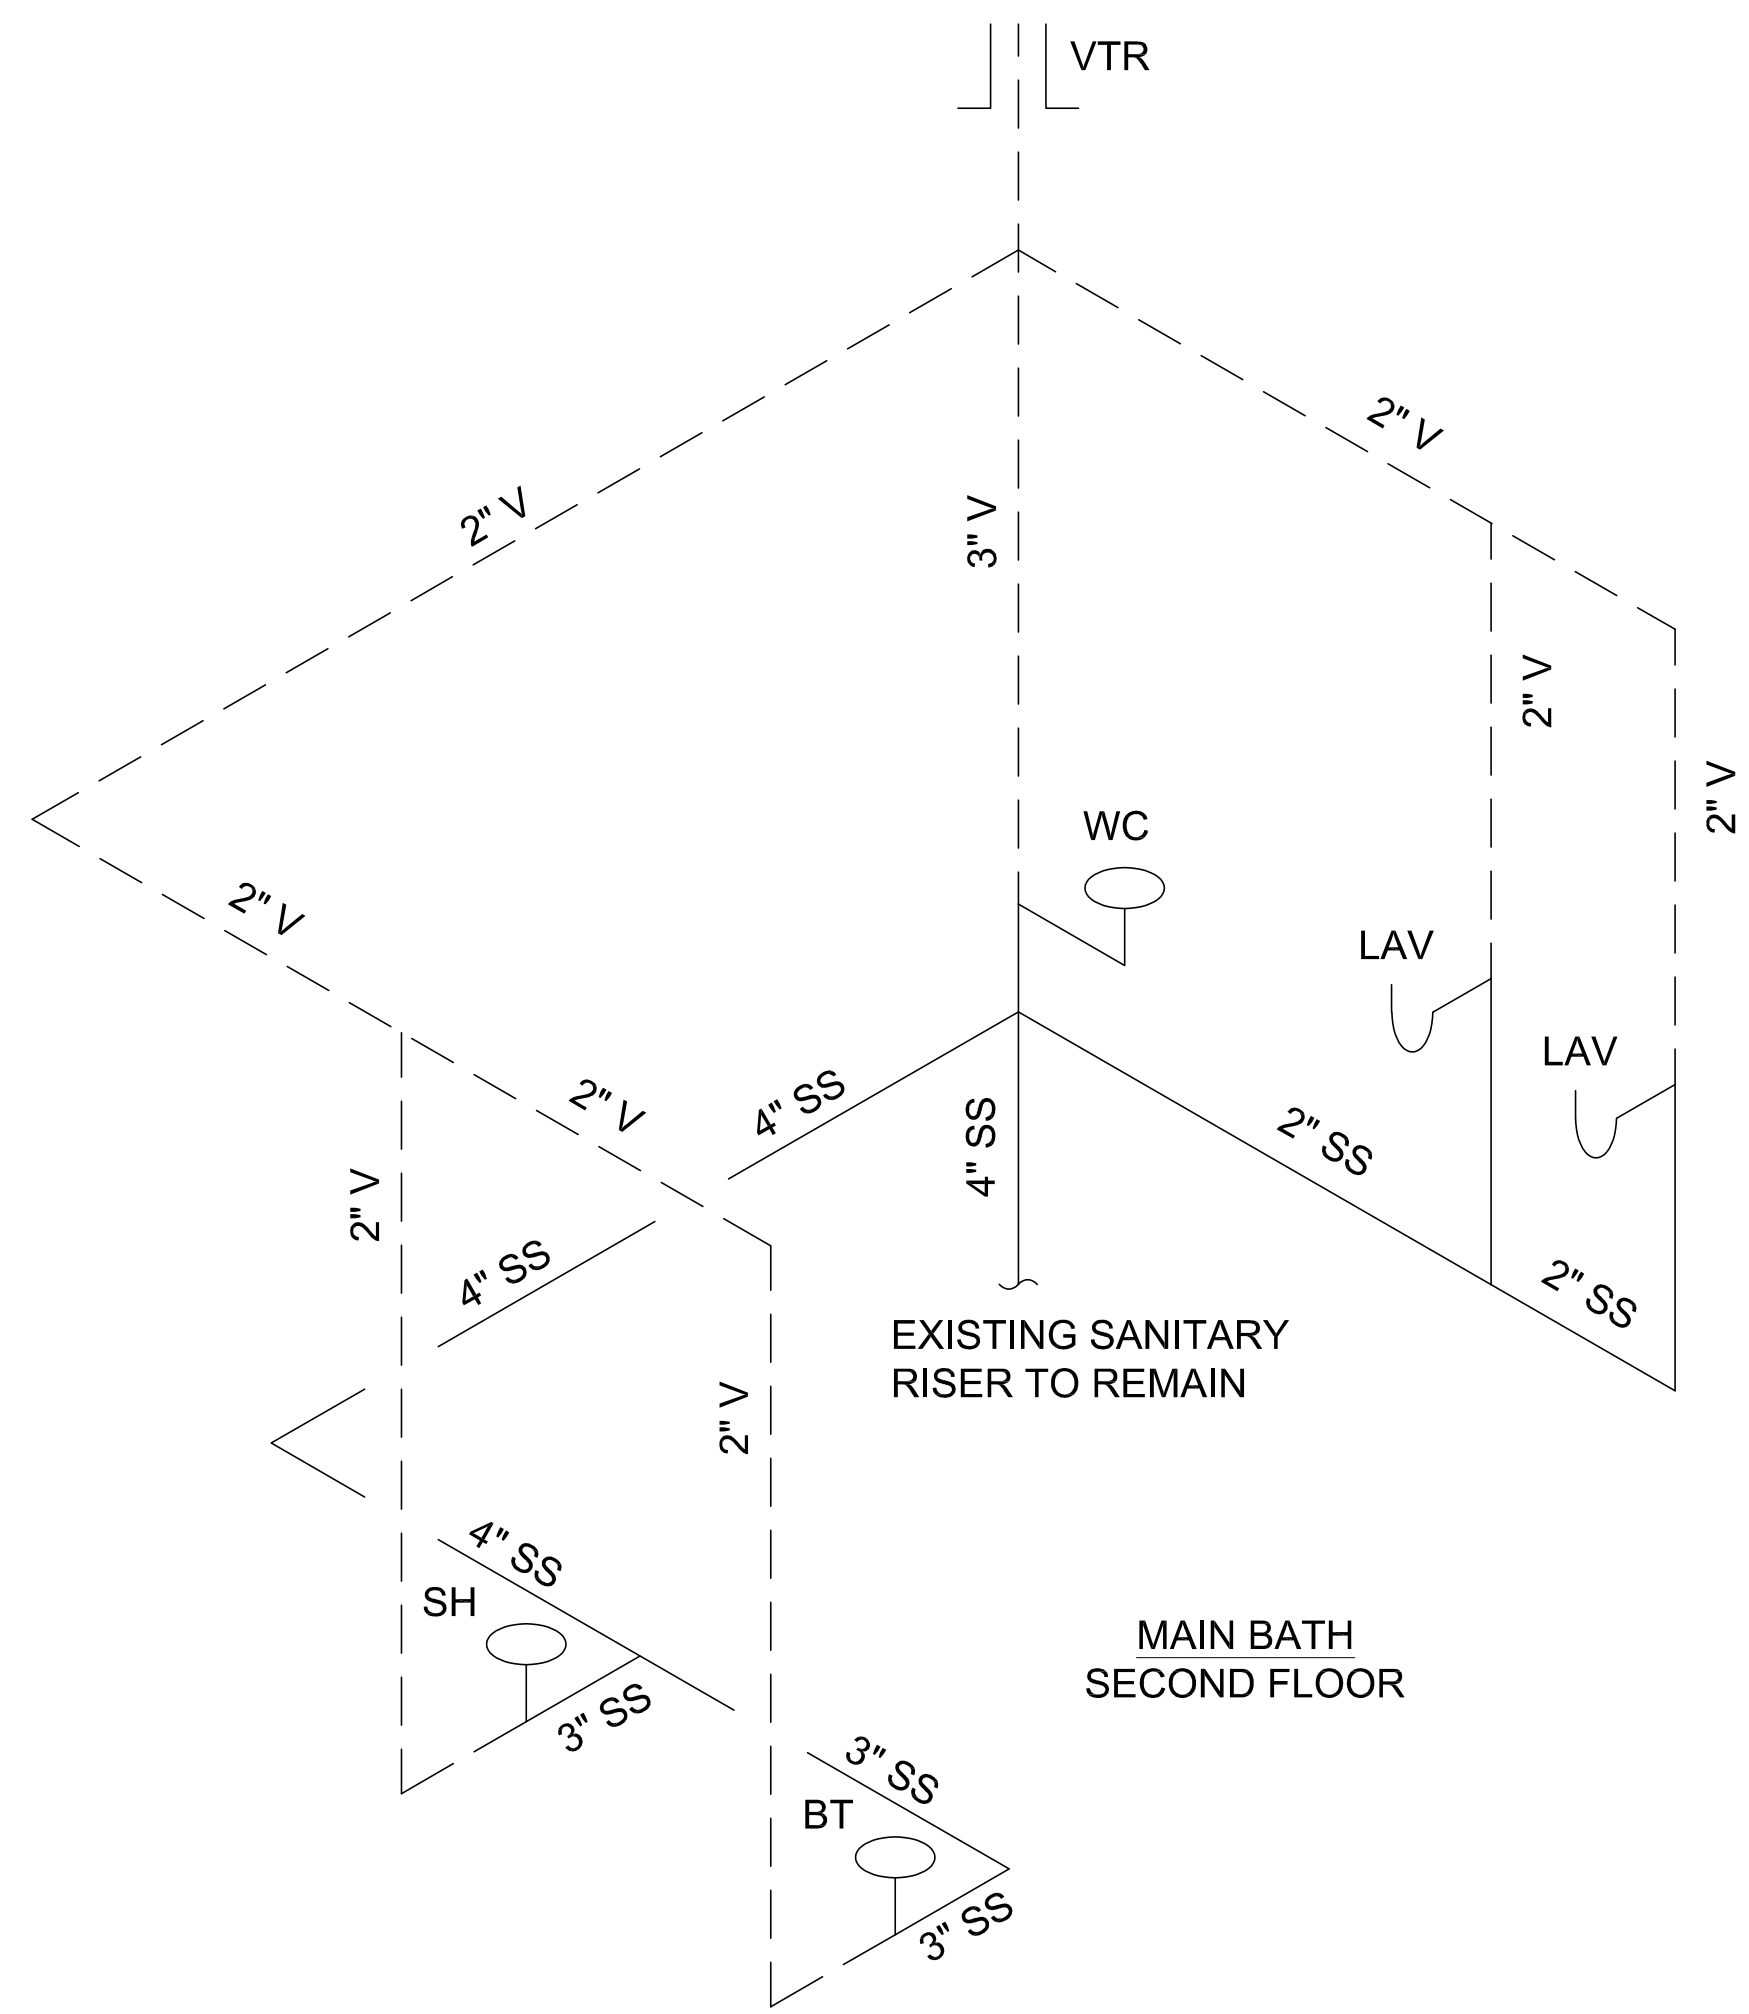 VTR
2" V
2" V
3" V
2" V
2" V
WC
2" V
LAV
LAV
4" SS
2" V
4" SS
2" SS
2" V
4" SS
2" SS
EXISTING SANITARY
RISER TO REMAIN
2" V
4" SS
SH
MAIN BATH
SECOND FLOOR
3" SS
3" SS
BT
3" SS